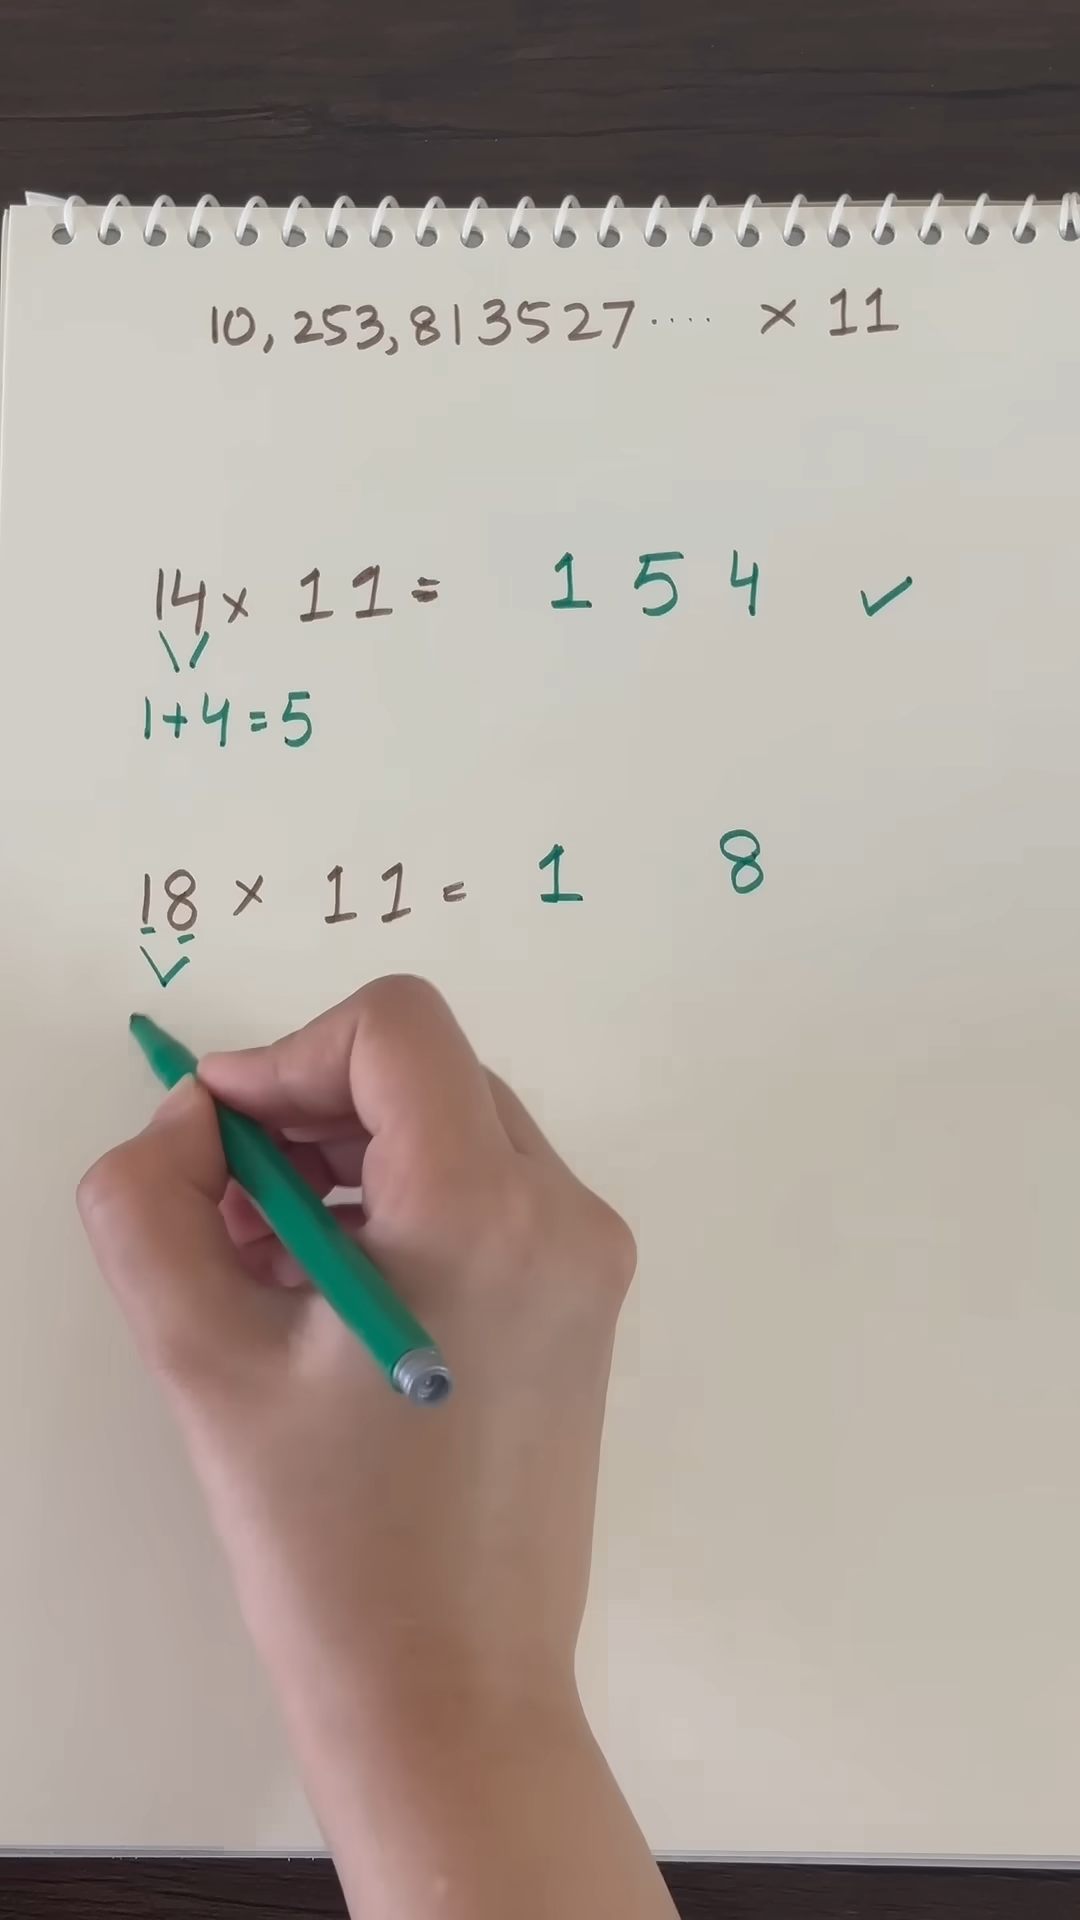 10,253,813527.... × 11
14 × 11 = 1 5 4 ✓
1+4=5
18 × 11 = 1 8